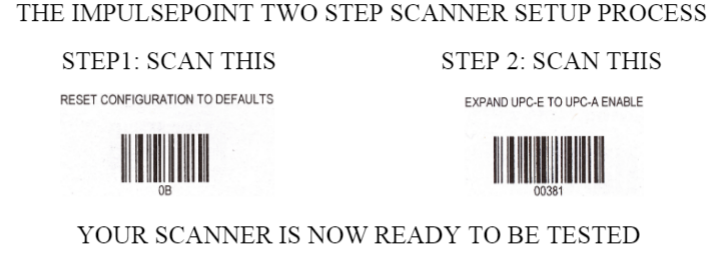 THE IMPULSEPOINT TWO STEP SCANNER SETUP PROCESS
STEP1: SCAN THIS
RESET CONFIGURATION TO DEFAULTS
0B
STEP 2: SCAN THIS
EXPAND UPC-E TO UPC-A ENABLE
00381
YOUR SCANNER IS NOW READY TO BE TESTED